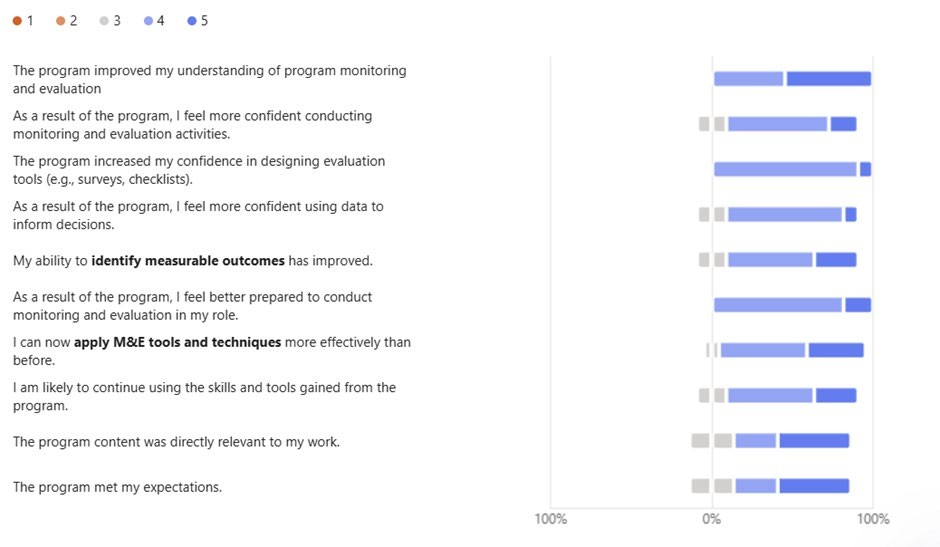 1 2 3 4 5
The program improved my understanding of program monitoring
and evaluation
As a result of the program, I feel more confident conducting
monitoring and evaluation activities.
The program increased my confidence in designing evaluation
tools (e.g., surveys, checklists).
As a result of the program, I feel more confident using data to
inform decisions.
My ability to identify measurable outcomes has improved.
As a result of the program, I feel better prepared to conduct
monitoring and evaluation in my role.
I can now apply M&E tools and techniques more effectively than
before.
I am likely to continue using the skills and tools gained from the
program.
The program content was directly relevant to my work.
The program met my expectations.
100% 0% 100%